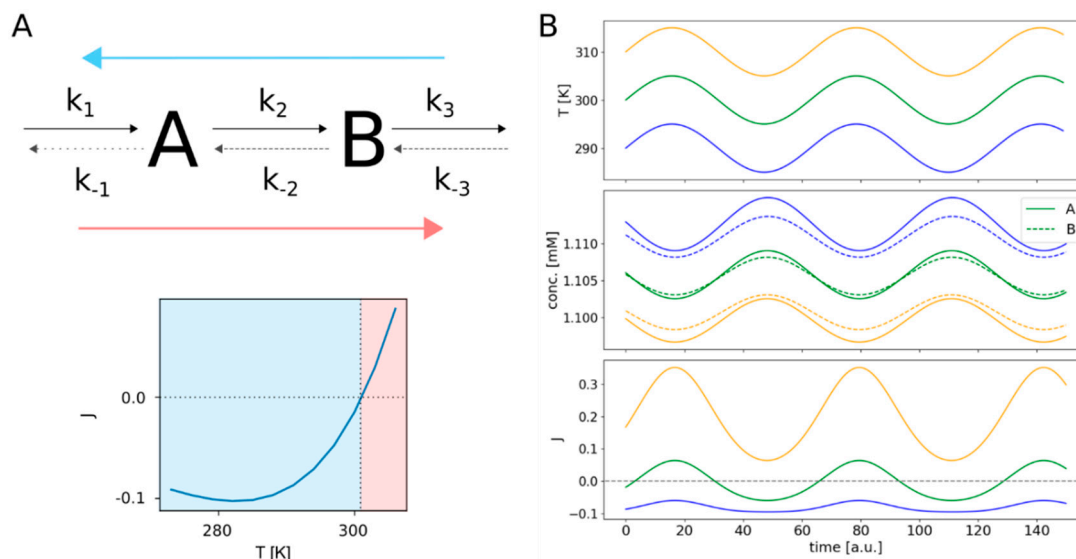 A
k1 k2 k3
A B
k-1 k-2 k-3
0.0
-0.1
J
280 300
T [K]
B
310
300
290
T [K]
A
B
1.110
1.105
1.100
conc. [mM]
0.3
0.2
0.1
0.0
-0.1
J
0 20 40 60 80 100 120 140
time [a.u.]